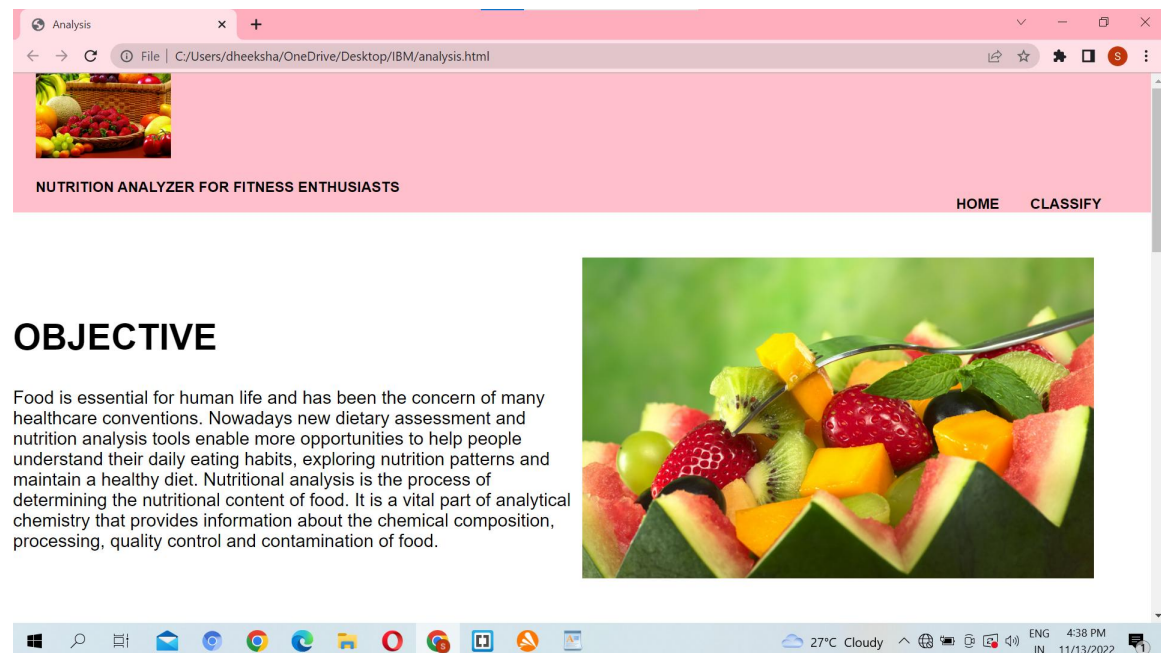 Analysis
File | C:/Users/dheeksha/OneDrive/Desktop/IBM/analysis.html
S
NUTRITION ANALYZER FOR FITNESS ENTHUSIASTS
HOME CLASSIFY
OBJECTIVE
Food is essential for human life and has been the concern of many
healthcare conventions. Nowadays new dietary assessment and
nutrition analysis tools enable more opportunities to help people
understand their daily eating habits, exploring nutrition patterns and
maintain a healthy diet. Nutritional analysis is the process of
determining the nutritional content of food. It is a vital part of analytical
chemistry that provides information about the chemical composition,
processing, quality control and contamination of food.
27°C Cloudy
ENG 4:38 PM
IN 11/13/2022
1